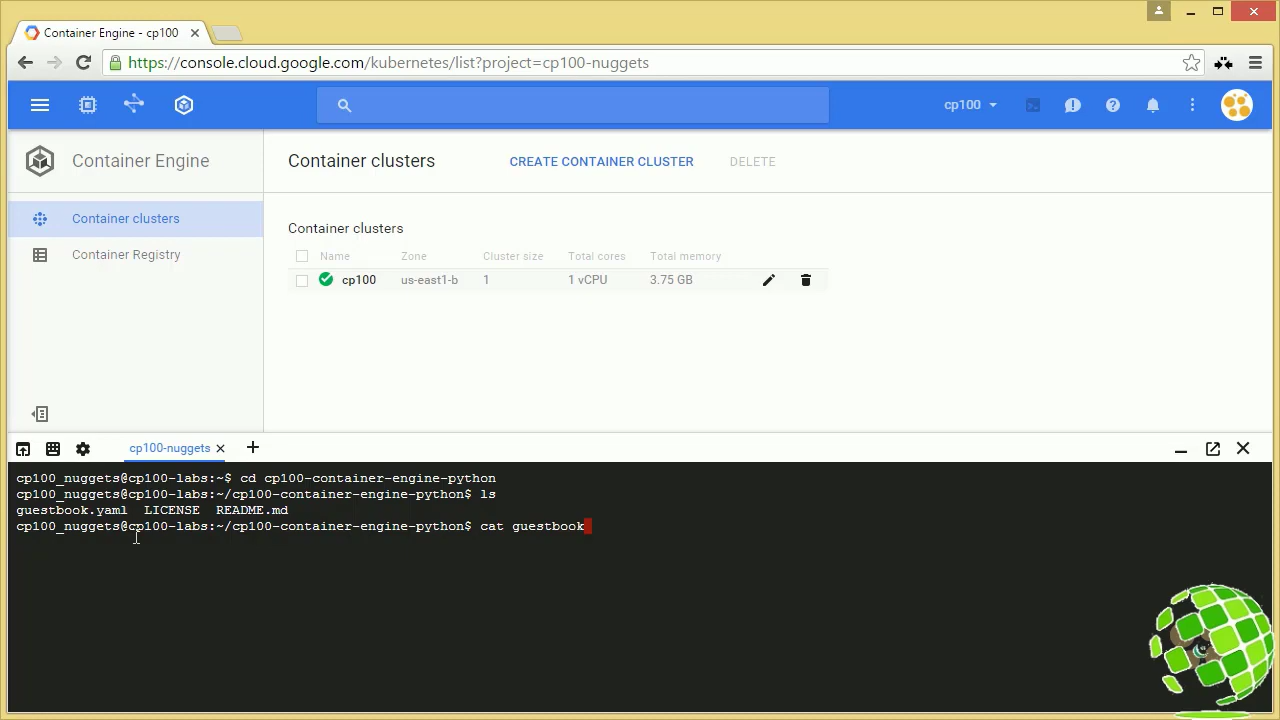 Container Engine - cp100
https://console.cloud.google.com/kubernetes/list?project=cp100-nuggets
cp100
Container Engine
Container clusters CREATE CONTAINER CLUSTER DELETE
Container clusters
Container Registry
Container clusters
Name Zone Cluster size Total cores Total memory
cp100 us-east1-b 1 1 vCPU 3.75 GB
cp100-nuggets
cp100_nuggets@cp100-labs:~$ cd cp100-container-engine-python
cp100_nuggets@cp100-labs:~/cp100-container-engine-python$ ls
guestbook.yaml LICENSE README.md
cp100_nuggets@cp100-labs:~/cp100-container-engine-python$ cat guestbook